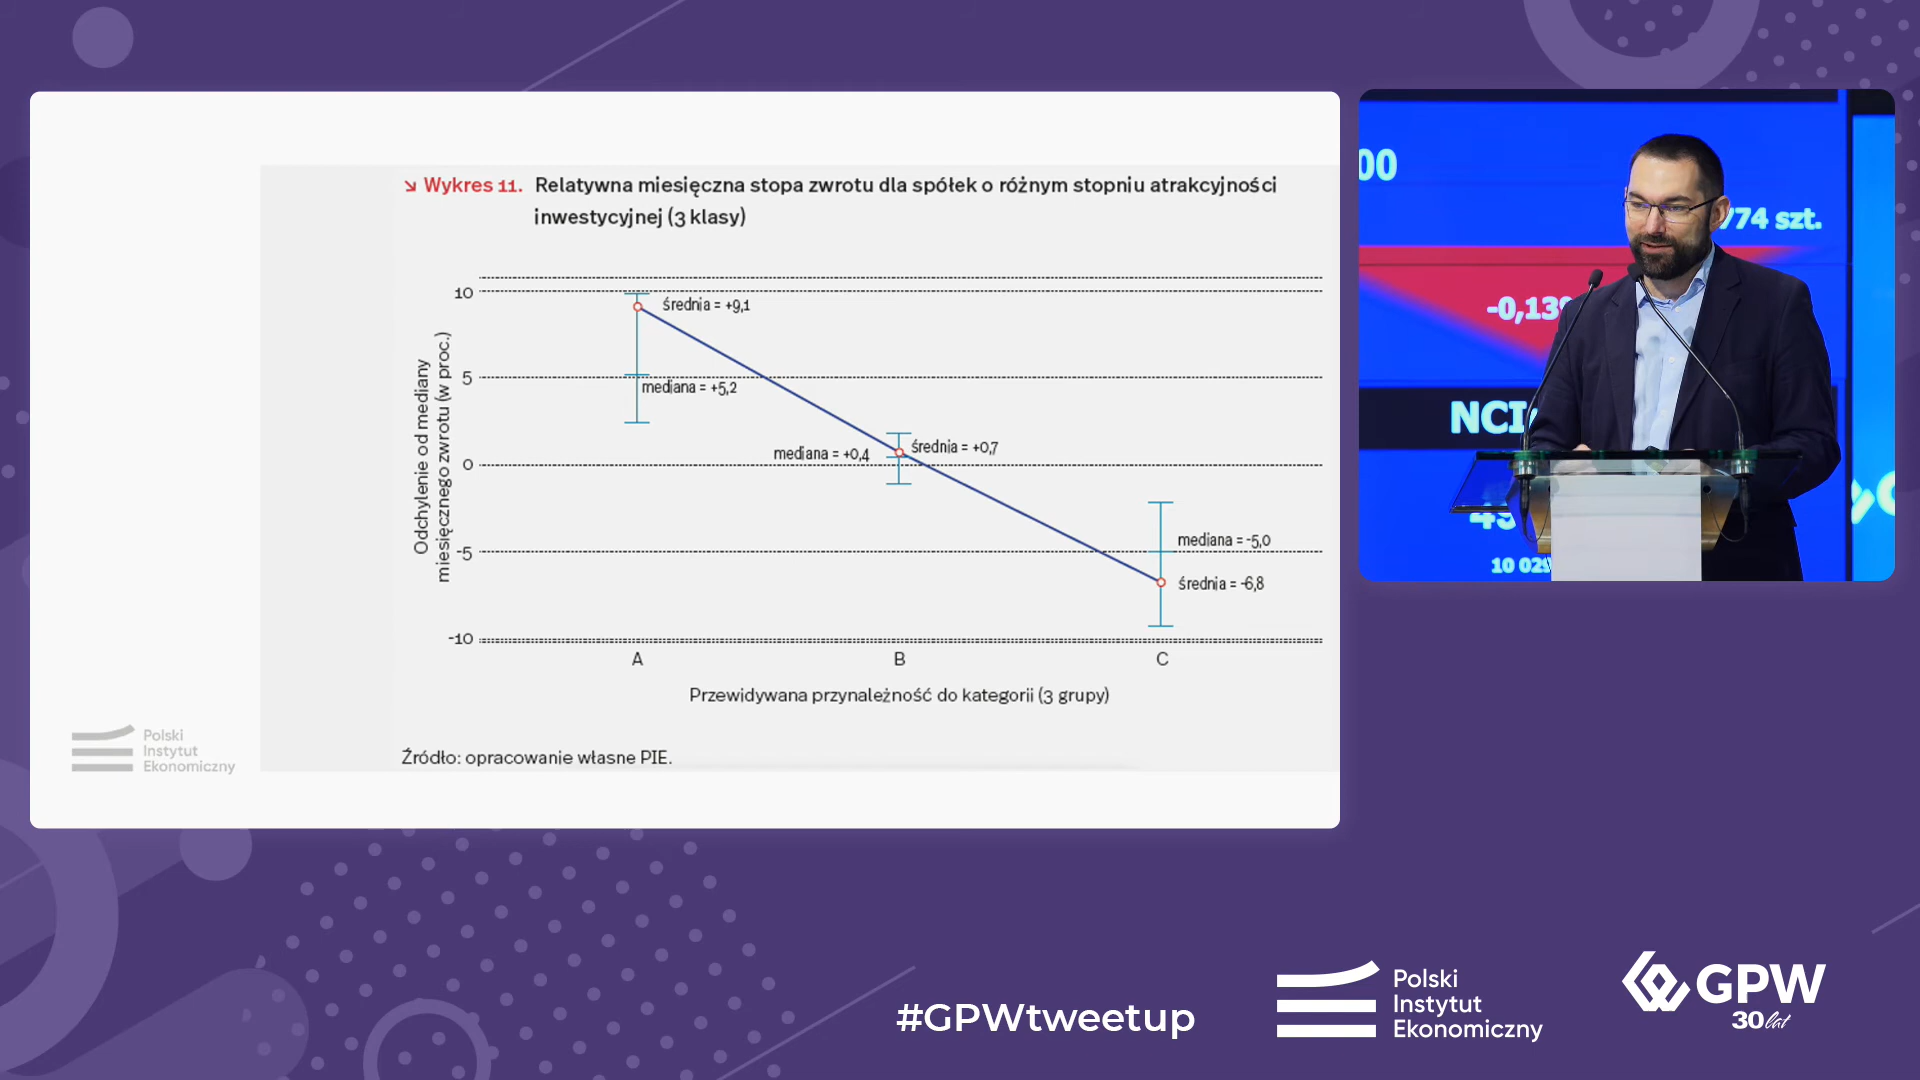 ↘ Wykres 11. Relatywna miesięczna stopa zwrotu dla spółek o różnym stopniu atrakcyjności
inwestycyjnej (3 klasy)
Odchylenie od mediany
miesięcznego zwrotu (w proc.)
10
5
0
-5
-10
średnia = +9,1
mediana = +5,2
mediana = +0,4
średnia = +0,7
mediana = -5,0
średnia = -6,8
A
B
C
Przewidywana przynależność do kategorii (3 grupy)
Źródło: opracowanie własne PIE.
Polski
Instytut
Ekonomiczny
00
774 szt.
-0,13
NCI
10 02
#GPWtweetup
Polski
Instytut
Ekonomiczny
GPW
30 lat